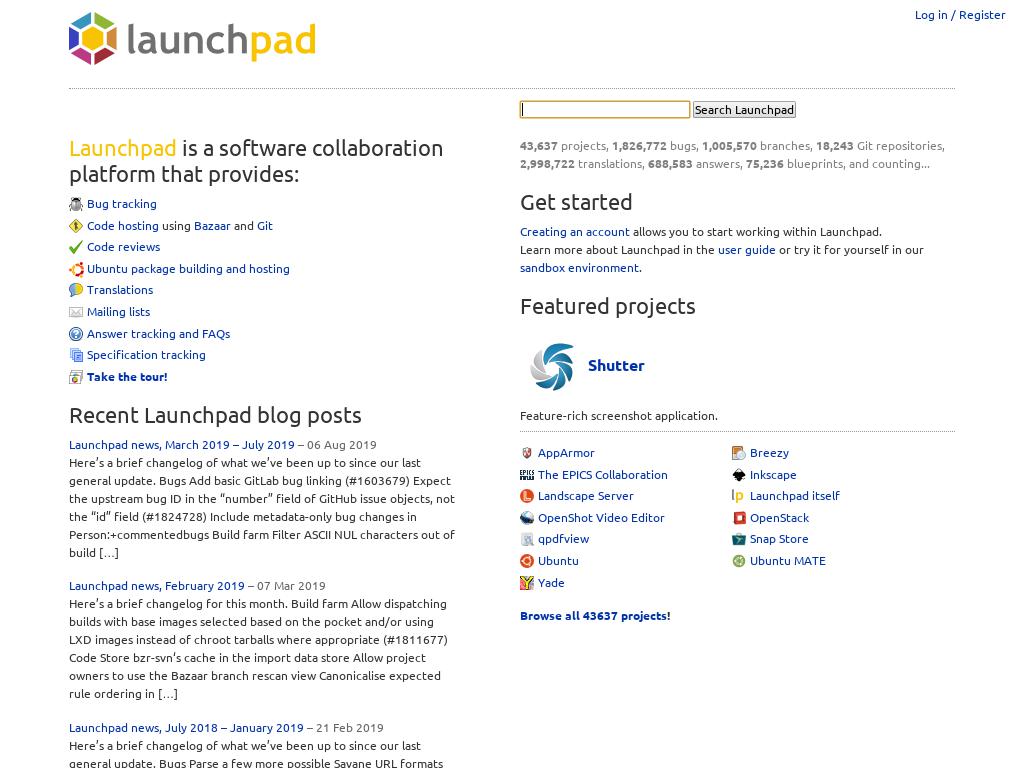 Log in / Register
launchpad
Search Launchpad
Launchpad is a software collaboration
platform that provides:
Bug tracking
Code hosting using Bazaar and Git
Code reviews
Ubuntu package building and hosting
Translations
Mailing lists
Answer tracking and FAQs
Specification tracking
Take the tour!
Recent Launchpad blog posts
Launchpad news, March 2019 – July 2019 – 06 Aug 2019
Here’s a brief changelog of what we’ve been up to since our last
general update. Bugs Add basic GitLab bug linking (#1603679) Expect
the upstream bug ID in the “number” field of GitHub issue objects, not
the “id” field (#1824728) Include metadata-only bug changes in
Person:+commentedbugs Build farm Filter ASCII NUL characters out of
build […]
Launchpad news, February 2019 – 07 Mar 2019
Here’s a brief changelog for this month. Build farm Allow dispatching
builds with base images selected based on the pocket and/or using
LXD images instead of chroot tarballs where appropriate (#1811677)
Code Store bzr-svn’s cache in the import data store Allow project
owners to use the Bazaar branch rescan view Canonicalise expected
rule ordering in […]
Launchpad news, July 2018 – January 2019 – 21 Feb 2019
Here’s a brief changelog of what we’ve been up to since our last
general update. Bugs Parse a few more possible Savane URL formats
43,637 projects, 1,826,772 bugs, 1,005,570 branches, 18,243 Git repositories,
2,998,722 translations, 688,583 answers, 75,236 blueprints, and counting...
Get started
Creating an account allows you to start working within Launchpad.
Learn more about Launchpad in the user guide or try it for yourself in our
sandbox environment.
Featured projects
Shutter
Feature-rich screenshot application.
AppArmor
The EPICS Collaboration
Landscape Server
OpenShot Video Editor
qpdfview
Ubuntu
Yade
Breezy
Inkscape
Launchpad itself
OpenStack
Snap Store
Ubuntu MATE
Browse all 43637 projects!